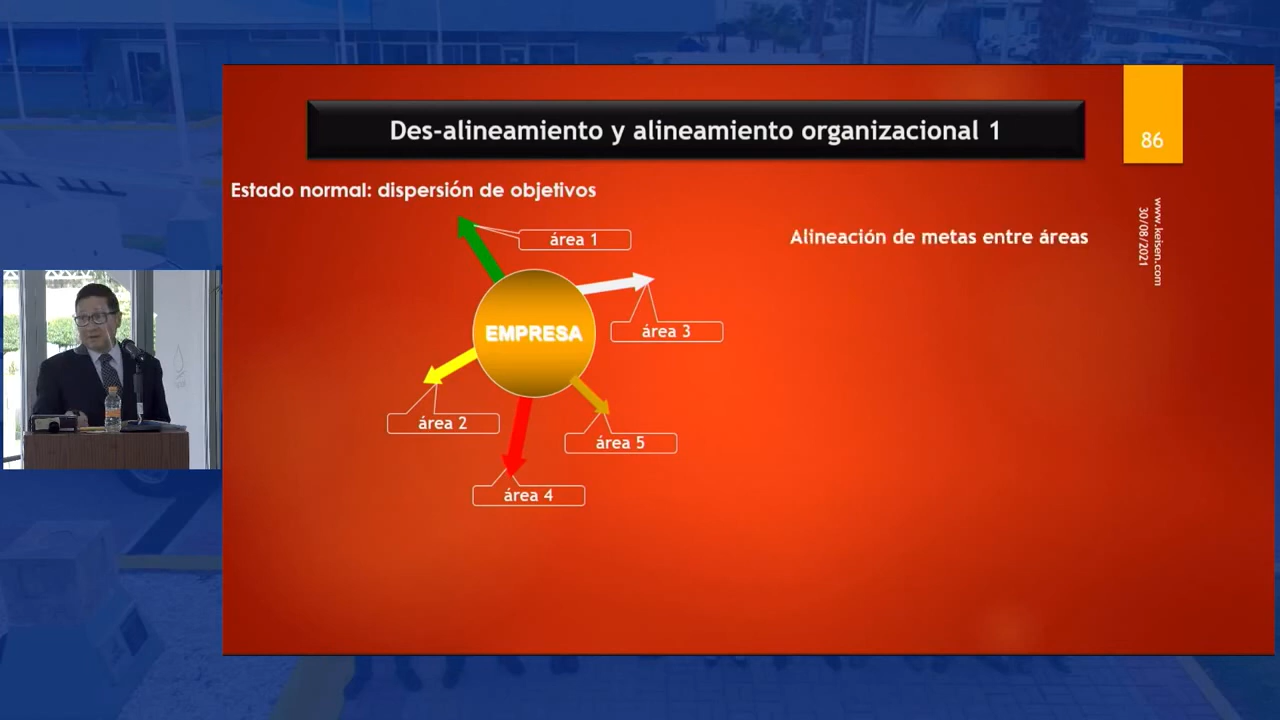 Des-alineamiento y alineamiento organizacional 1
86
Estado normal: dispersión de objetivos
área 1
Alineación de metas entre áreas
www.keisen.com
30/08/2021
EMPRESA
área 3
área 2
área 5
área 4